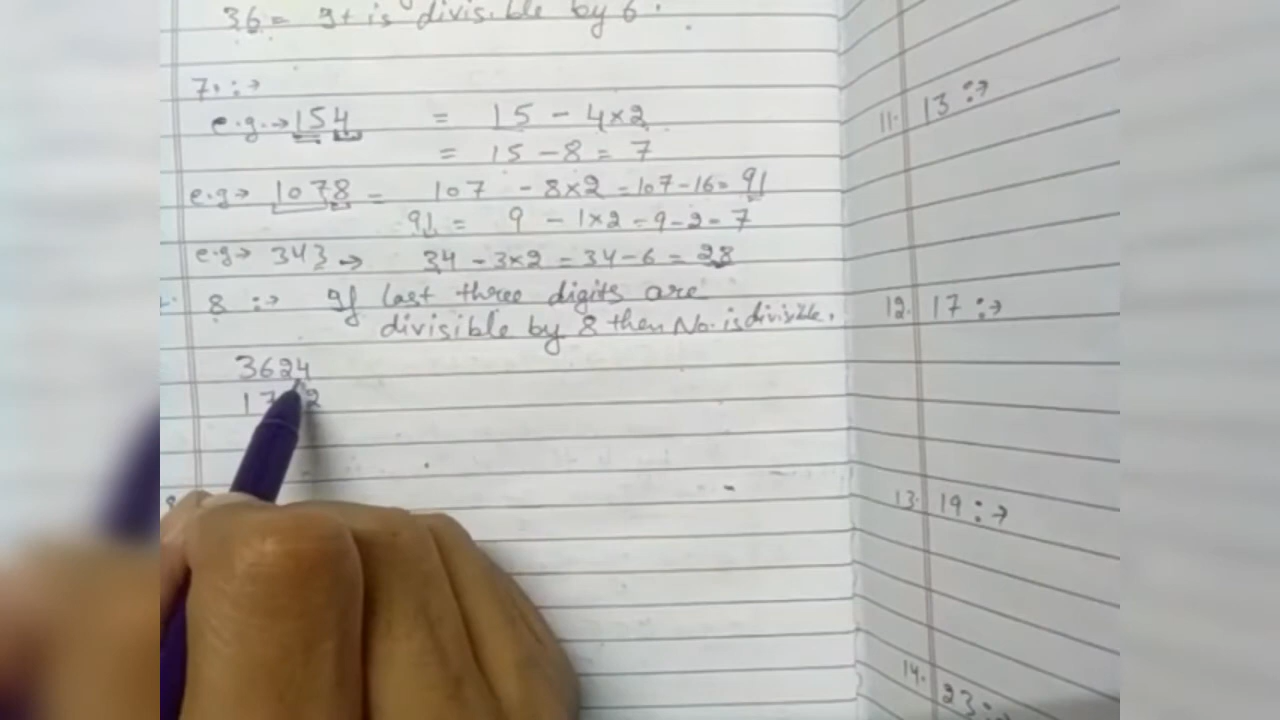 36 = It is divisible by 6.
7. :→
e.g.→ 154 = 15 - 4×2
= 15 - 8 = 7
e.g→ 1078 = 107 - 8×2 = 107 - 16 = 91
91 = 9 - 1×2 = 9 - 2 = 7
e.g→ 343 → 34 - 3×2 = 34 - 6 = 28
8 :→ If last three digits are
divisible by 8 then No. is divisible.
3624
11. 13 :→
12. 17 :→
13. 19 :→
14. 23 :→